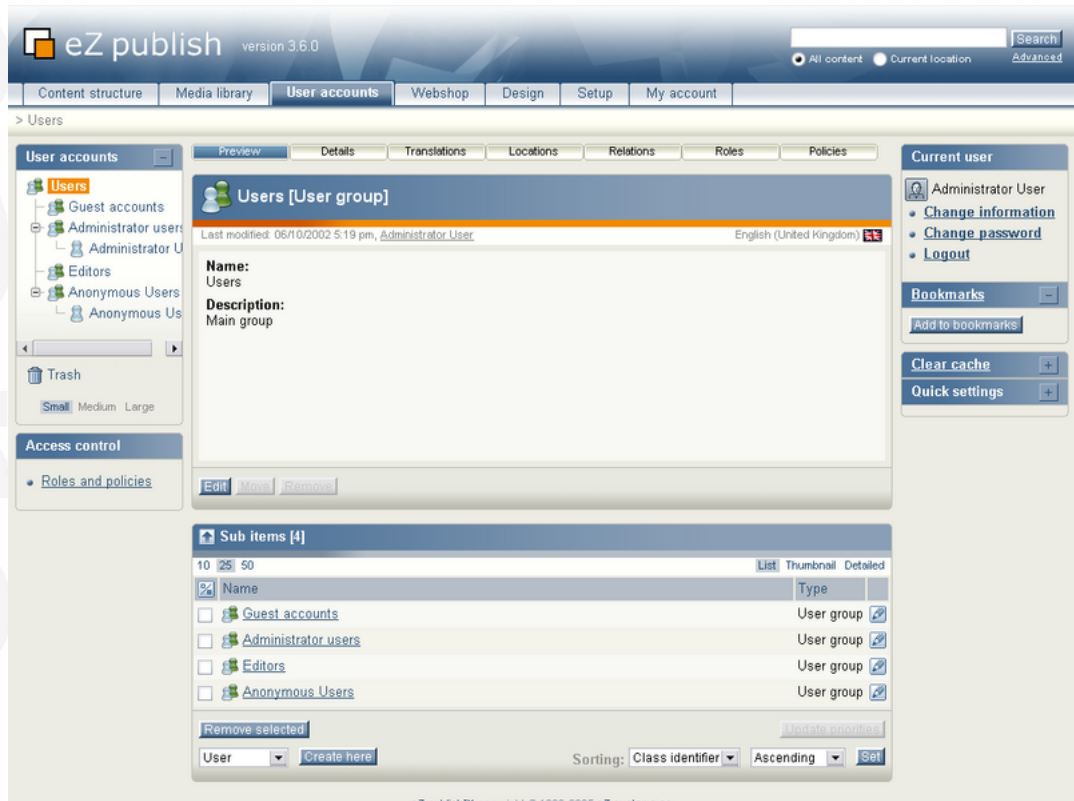 eZ publish version 3.6.0
Search
All content Current location Advanced
Content structure Media library User accounts Webshop Design Setup My account
> Users
User accounts
Users
Guest accounts
Administrator users
Administrator U
Editors
Anonymous Users
Anonymous Us
Trash
Small Medium Large
Access control
Roles and policies
Preview Details Translations Locations Relations Roles Policies
Users [User group]
Last modified: 06/10/2002 5:19 pm, Administrator User English (United Kingdom)
Name:
Users
Description:
Main group
Edit Move Remove
Sub items [4]
10 25 50 List Thumbnail Detailed
Name Type
Guest accounts User group
Administrator users User group
Editors User group
Anonymous Users User group
Remove selected Update priorities
User Create here Sorting: Class identifier Ascending Set
Current user
Administrator User
Change information
Change password
Logout
Bookmarks
Add to bookmarks
Clear cache
Quick settings